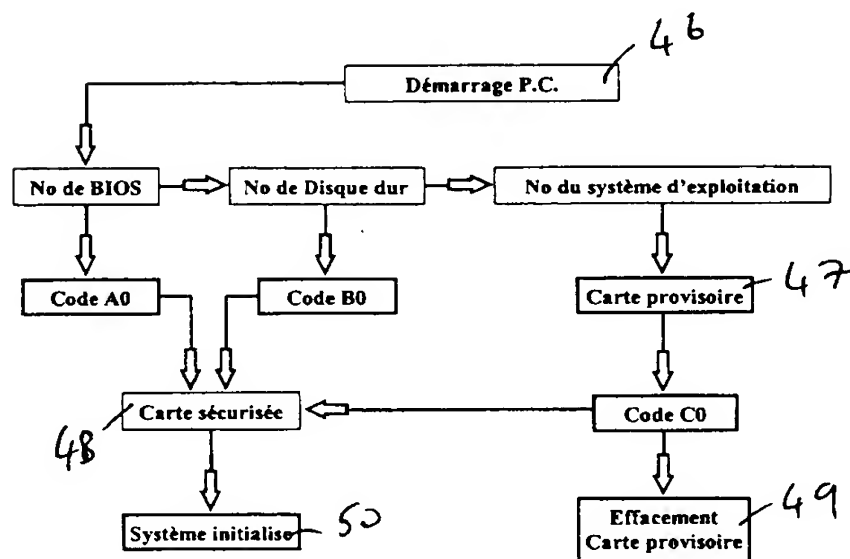 46
Démarrage P.C.
No de BIOS
No de Disque dur
No du système d'exploitation
Code A0
Code B0
Carte provisoire
47
Carte sécurisée
Code C0
48
Système initialise
50
Effacement
Carte provisoire
49